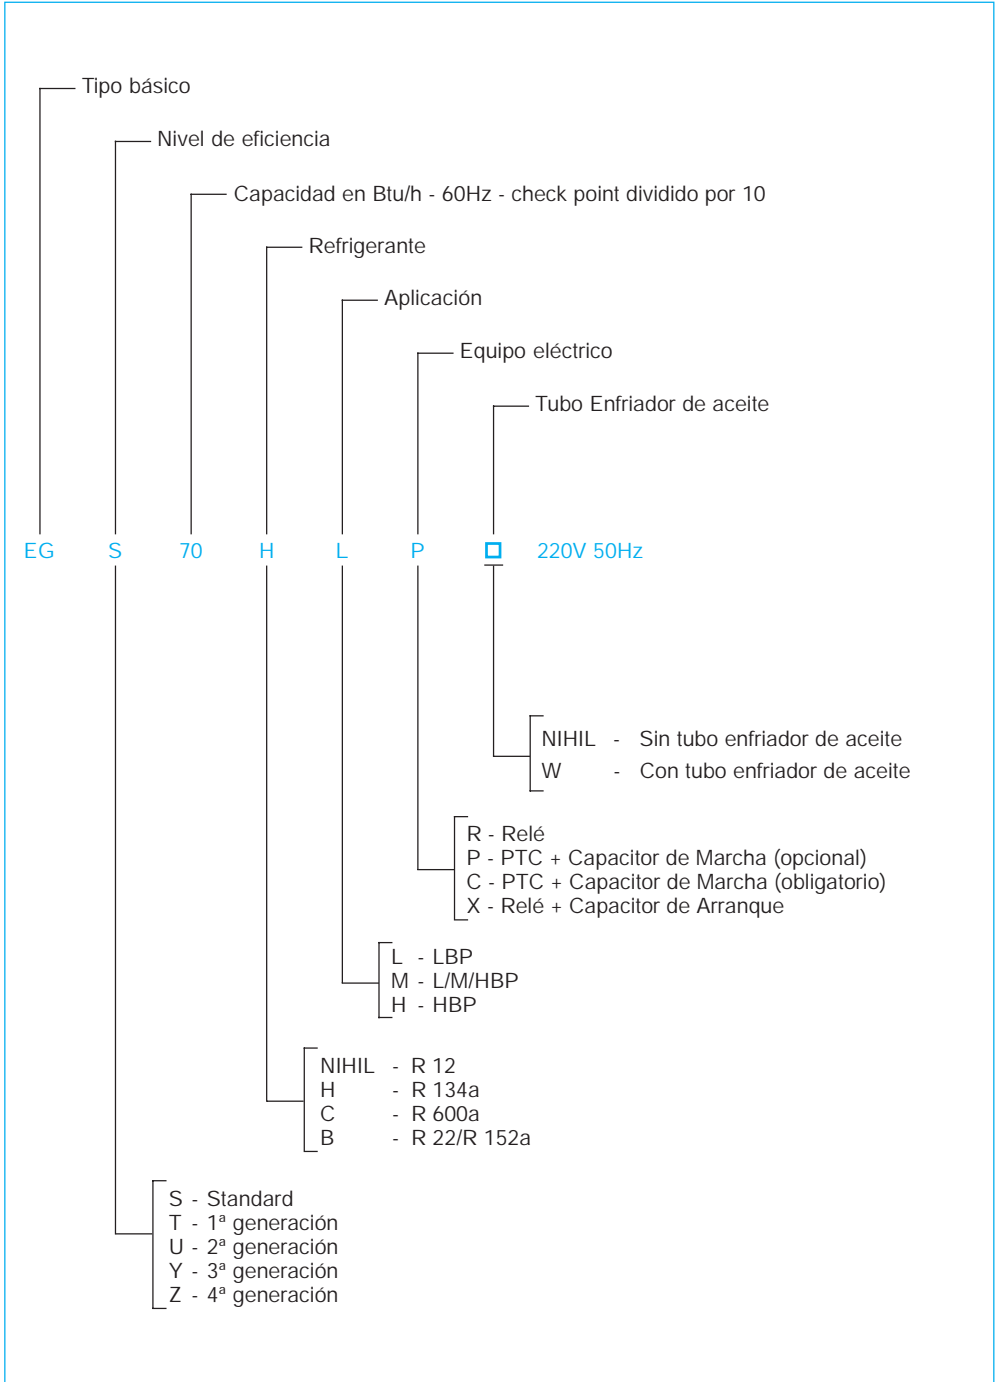 Tipo básico
Nivel de eficiencia
Capacidad en Btu/h - 60Hz - check point dividido por 10
Refrigerante
Aplicación
Equipo eléctrico
Tubo Enfriador de aceite
EG S 70 H L P 220V 50Hz
NIHIL - Sin tubo enfriador de aceite
W - Con tubo enfriador de aceite
R - Relé
P - PTC + Capacitor de Marcha (opcional)
C - PTC + Capacitor de Marcha (obligatorio)
X - Relé + Capacitor de Arranque
L - LBP
M - L/M/HBP
H - HBP
NIHIL - R 12
H - R 134a
C - R 600a
B - R 22/R 152a
S - Standard
T - 1ª generación
U - 2ª generación
Y - 3ª generación
Z - 4ª generación